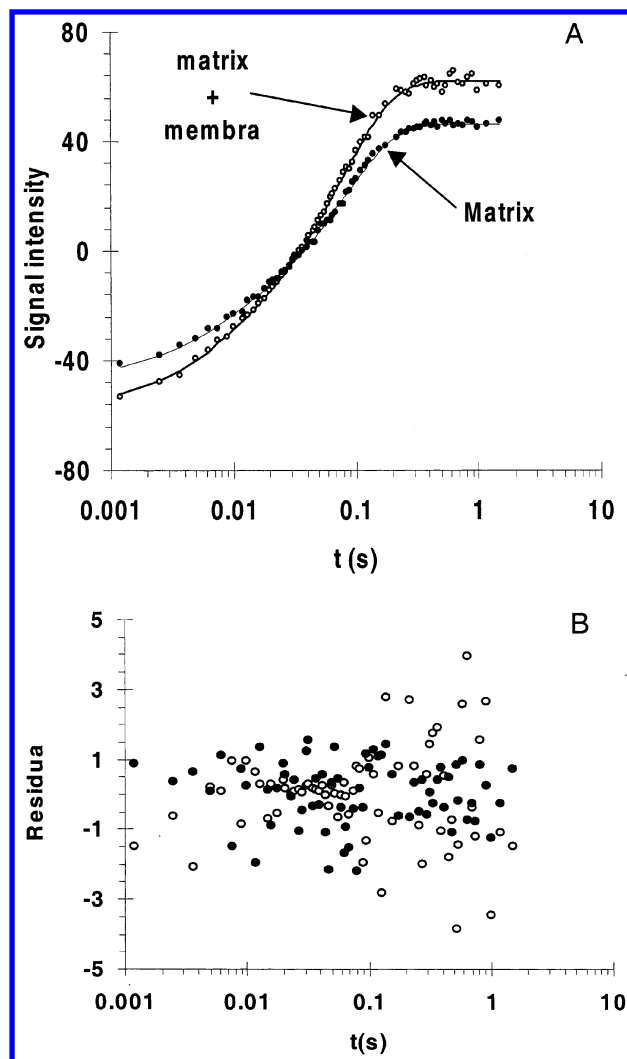 A
80
40
0
-40
-80
Signal intensity
matrix
+
membra
Matrix
0.001
0.01
0.1
1
10
t (s)
B
5
3
1
-1
-3
-5
Residua
0.001
0.01
0.1
1
10
t(s)